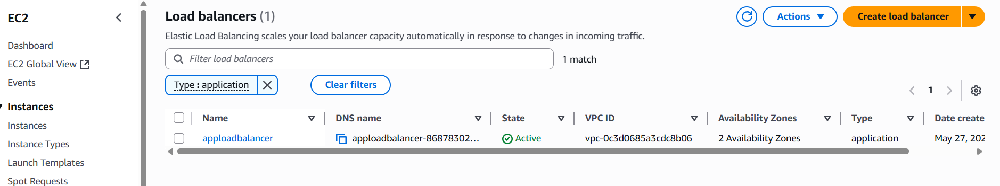 EC2
Dashboard
EC2 Global View
Events
Instances
Instances
Instance Types
Launch Templates
Spot Requests
Load balancers (1)
Actions
Create load balancer
Elastic Load Balancing scales your load balancer capacity automatically in response to changes in incoming traffic.
Filter load balancers
1 match
Type : application
Clear filters
1
Name DNS name State VPC ID Availability Zones Type Date create
apploadbalancer apploadbalancer-86878302... Active vpc-0c3d0685a3cdc8b06 2 Availability Zones application May 27, 202